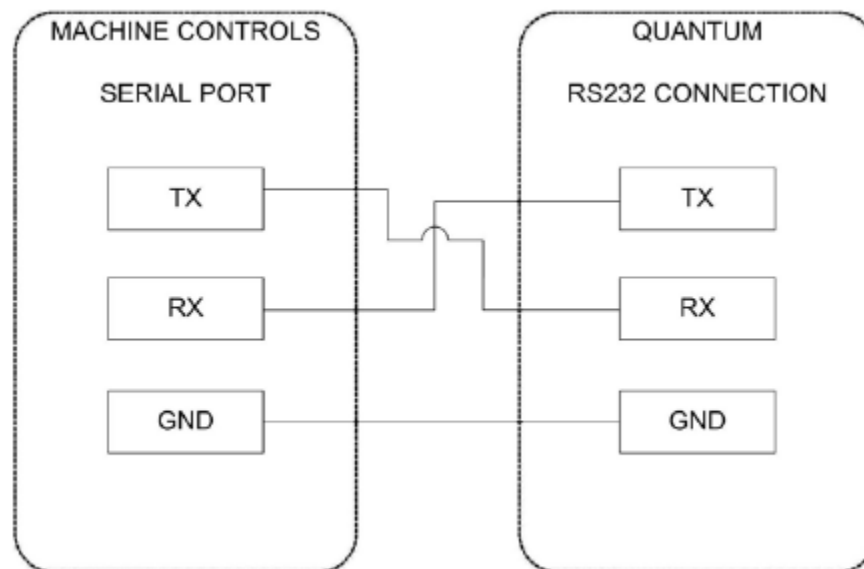 MACHINE CONTROLS
SERIAL PORT
TX
RX
GND
QUANTUM
RS232 CONNECTION
TX
RX
GND